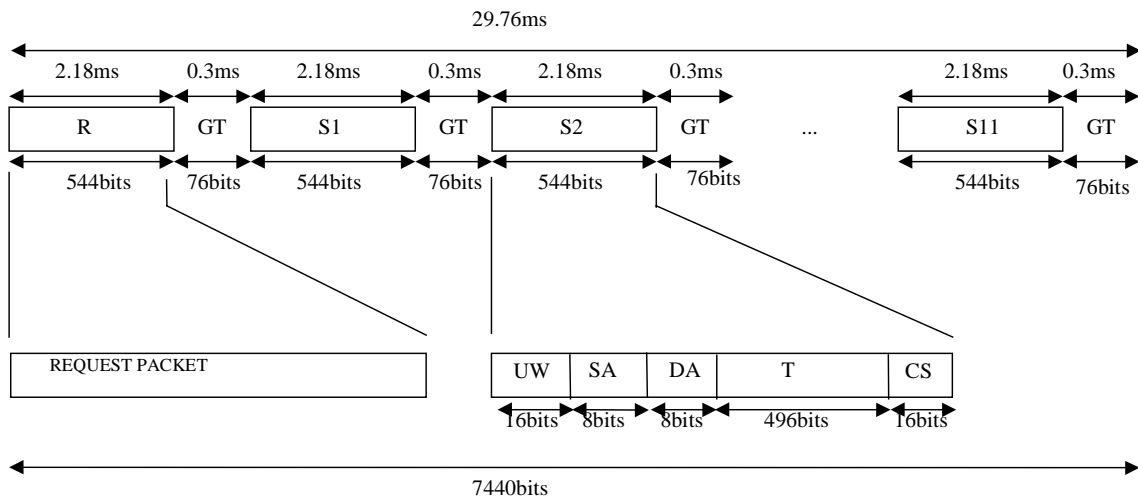 29.76ms
2.18ms 0.3ms 2.18ms 0.3ms 2.18ms 0.3ms 2.18ms 0.3ms
R GT S1 GT S2 GT ... S11 GT
544bits 76bits 544bits 76bits 544bits 76bits 544bits 76bits
REQUEST PACKET UW SA DA T CS
16bits 8bits 8bits 496bits 16bits
7440bits